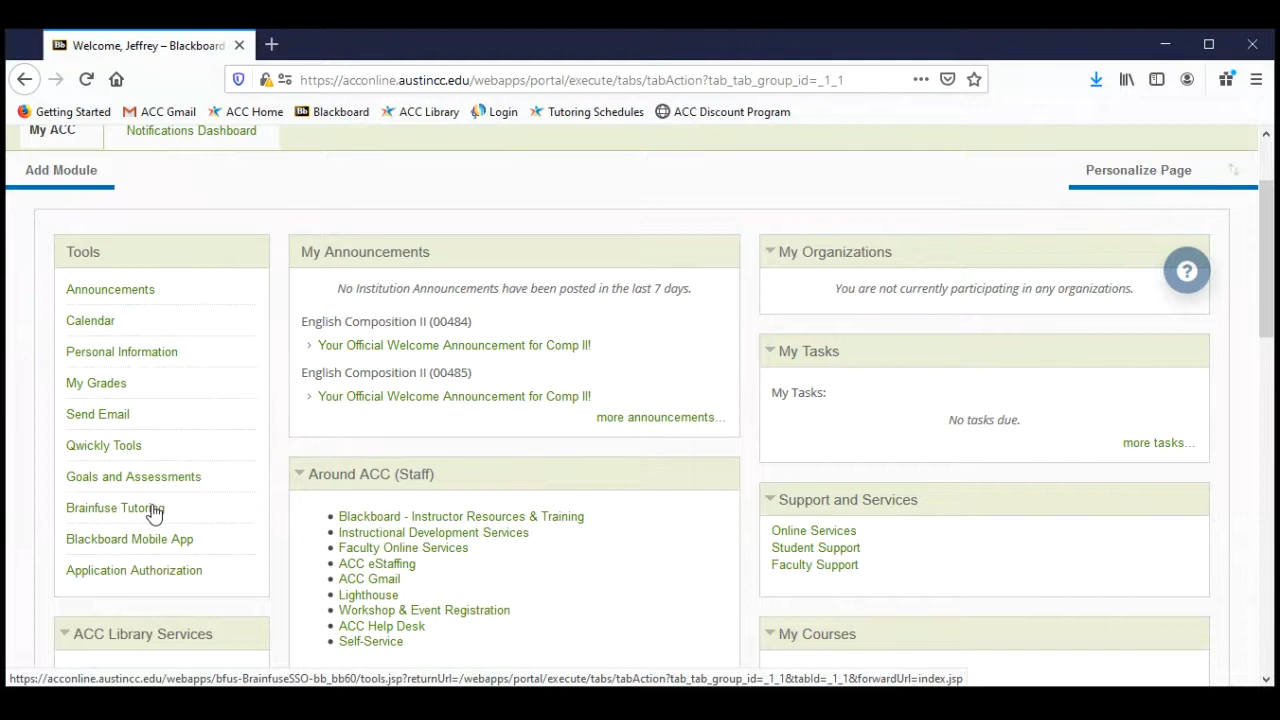 Welcome, Jeffrey – Blackboard
https://acconline.austincc.edu/webapps/portal/execute/tabs/tabAction?tab_tab_group_id=_1_1
Getting Started
ACC Gmail
ACC Home
Bb
Blackboard
ACC Library
Login
Tutoring Schedules
ACC Discount Program
My ACC
Notifications Dashboard
Add Module
Personalize Page
Tools
Announcements
Calendar
Personal Information
My Grades
Send Email
Qwickly Tools
Goals and Assessments
Brainfuse Tutoring
Blackboard Mobile App
Application Authorization
ACC Library Services
My Announcements
No Institution Announcements have been posted in the last 7 days.
English Composition II (00484)
Your Official Welcome Announcement for Comp II!
English Composition II (00485)
Your Official Welcome Announcement for Comp II!
more announcements...
Around ACC (Staff)
Blackboard - Instructor Resources & Training
Instructional Development Services
Faculty Online Services
ACC eStaffing
ACC Gmail
Lighthouse
Workshop & Event Registration
ACC Help Desk
Self-Service
My Organizations
?
You are not currently participating in any organizations.
My Tasks
My Tasks:
No tasks due.
more tasks...
Support and Services
Online Services
Student Support
Faculty Support
My Courses
https://acconline.austincc.edu/webapps/bfus-BrainfuseSSO-bb_bb60/tools.jsp?returnUrl=/webapps/portal/execute/tabs/tabAction?tab_tab_group_id=_1_1&tabId=_1_1&forwardUrl=index.jsp